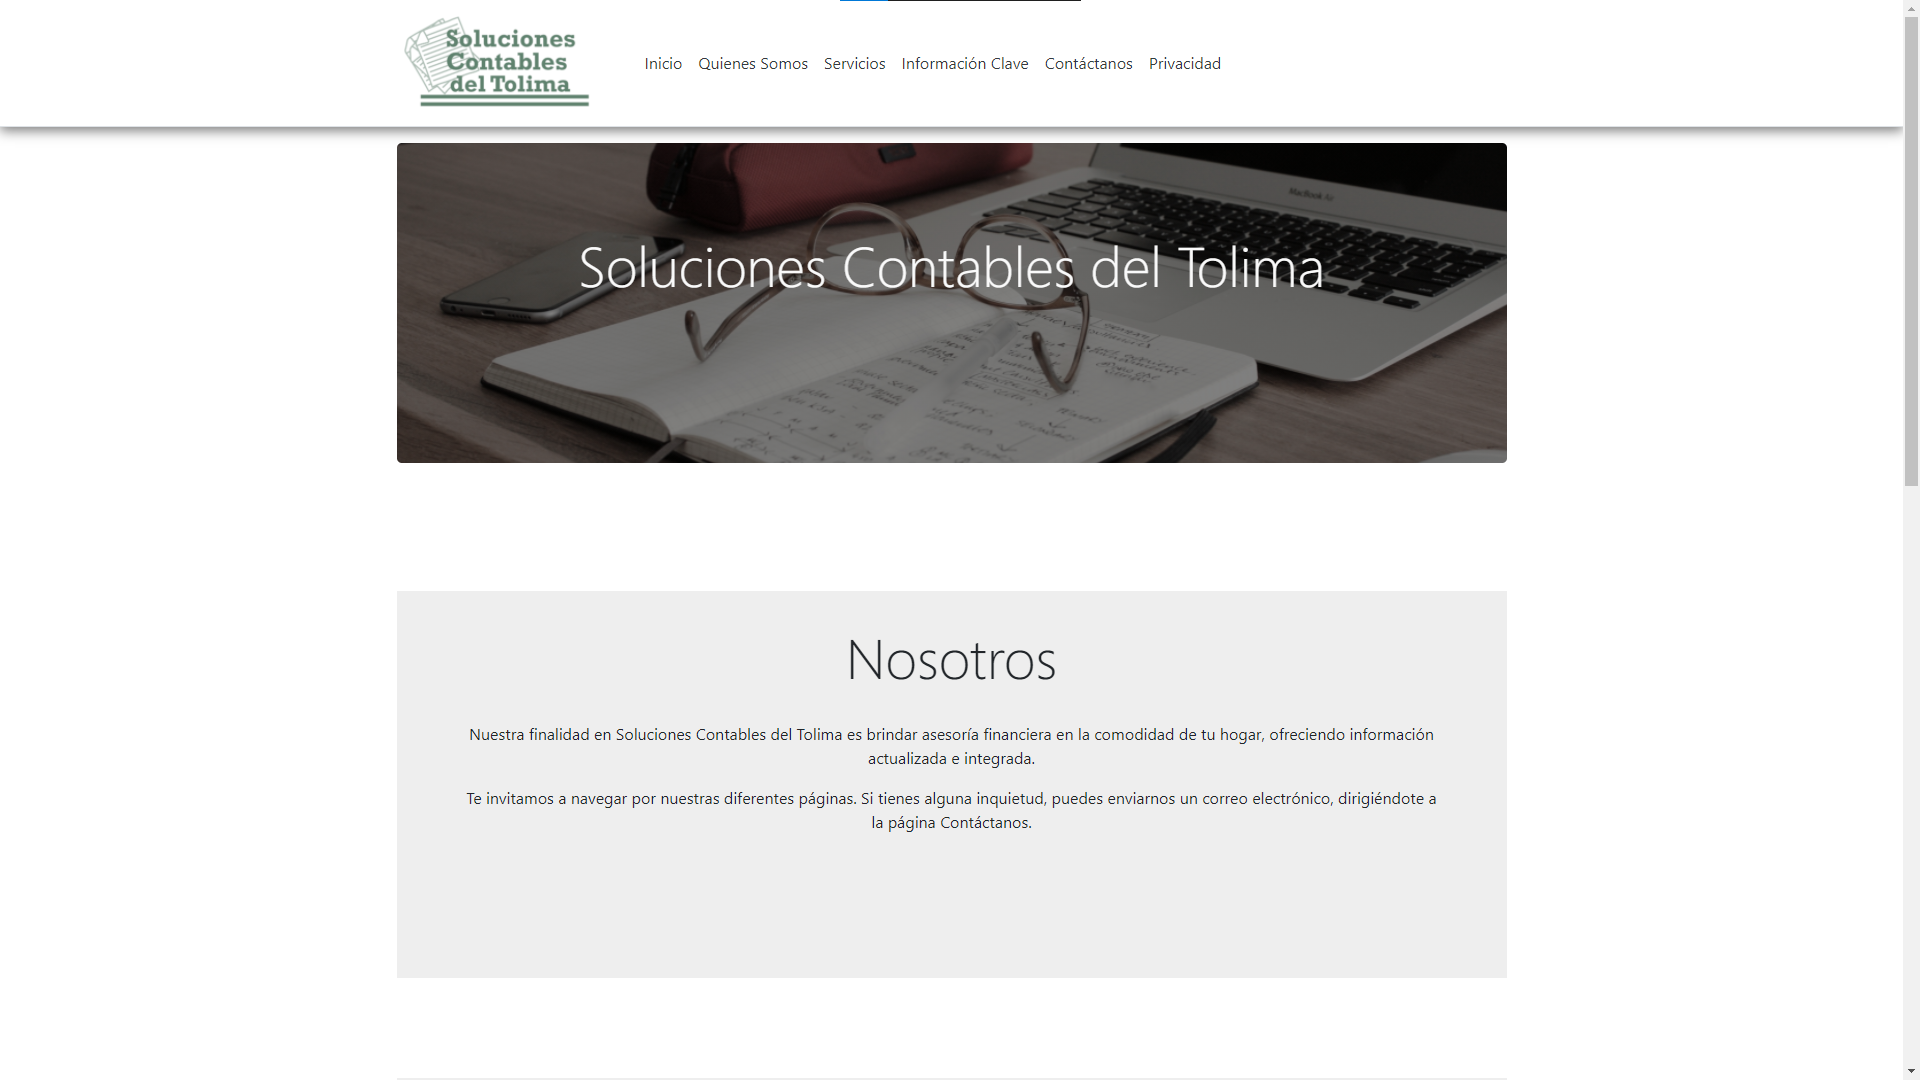 Soluciones
Contables
del Tolima
Inicio Quienes Somos Servicios Información Clave Contáctanos Privacidad
MacBook Air
Soluciones Contables del Tolima
Nosotros
Nuestra finalidad en Soluciones Contables del Tolima es brindar asesoría financiera en la comodidad de tu hogar, ofreciendo información
actualizada e integrada.
Te invitamos a navegar por nuestras diferentes páginas. Si tienes alguna inquietud, puedes enviarnos un correo electrónico, dirigiéndote a
la página Contáctanos.